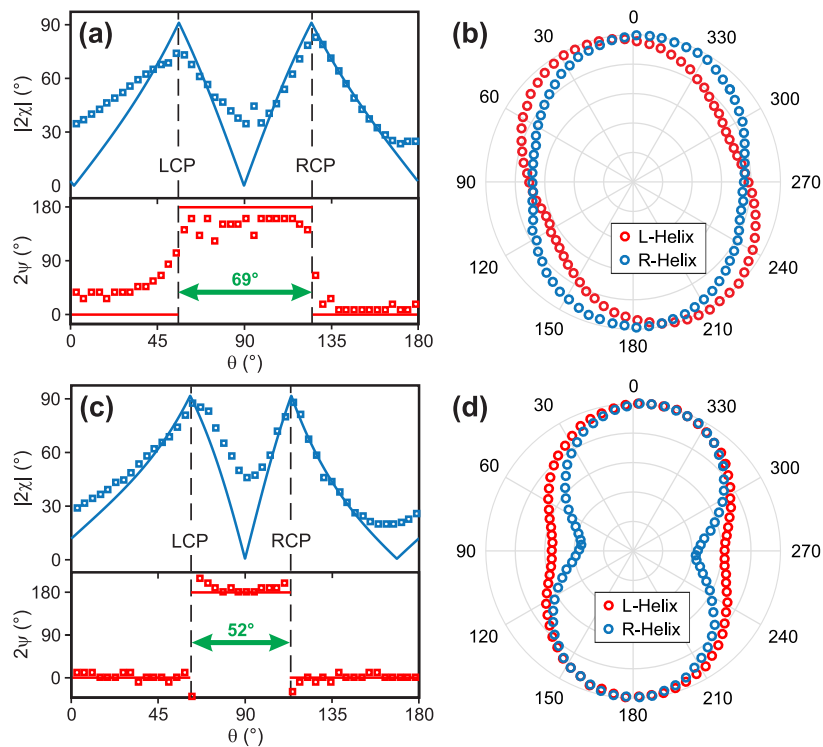 (a)
|2χ| (°)
90
60
30
0
LCP
RCP
2ψ (°)
180
90
0
69°
0
45
90
135
180
θ (°)
(b)
0
30
330
60
300
90
270
120
240
150
210
180
L-Helix
R-Helix
(c)
|2χ| (°)
90
60
30
0
LCP
RCP
2ψ (°)
180
90
0
52°
0
45
90
135
180
θ (°)
(d)
0
30
330
60
300
90
270
120
240
150
210
180
L-Helix
R-Helix